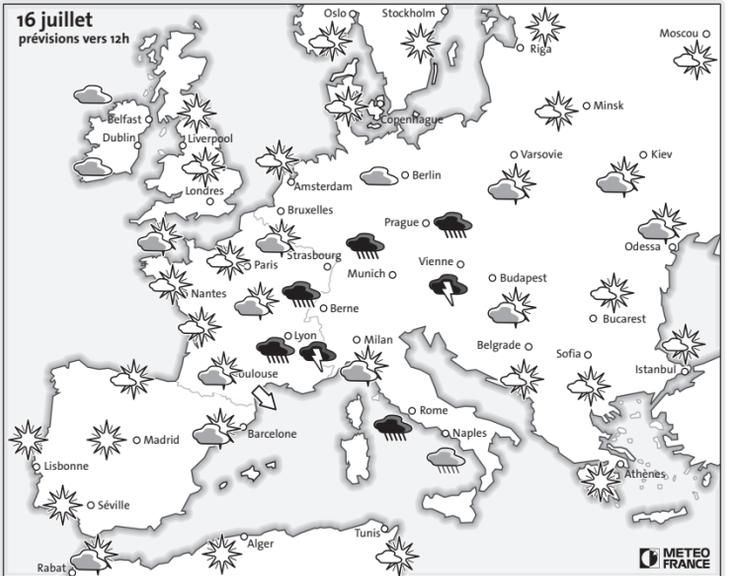 16 juillet
prévisions vers 12h
Oslo
Stockholm
Riga
Moscou
Belfast
Copenhague
Minsk
Dublin
Liverpool
Varsovie
Kiev
Londres
Amsterdam
Berlin
Bruxelles
Prague
Odessa
Paris
Strasbourg
Munich
Vienne
Nantes
Berne
Budapest
Bucarest
Lyon
Milan
Belgrade
Sofia
Istanbul
oulouse
Rome
Madrid
Barcelone
Naples
Lisbonne
Athènes
Séville
Alger
Tunis
Rabat
METEO
FRANCE